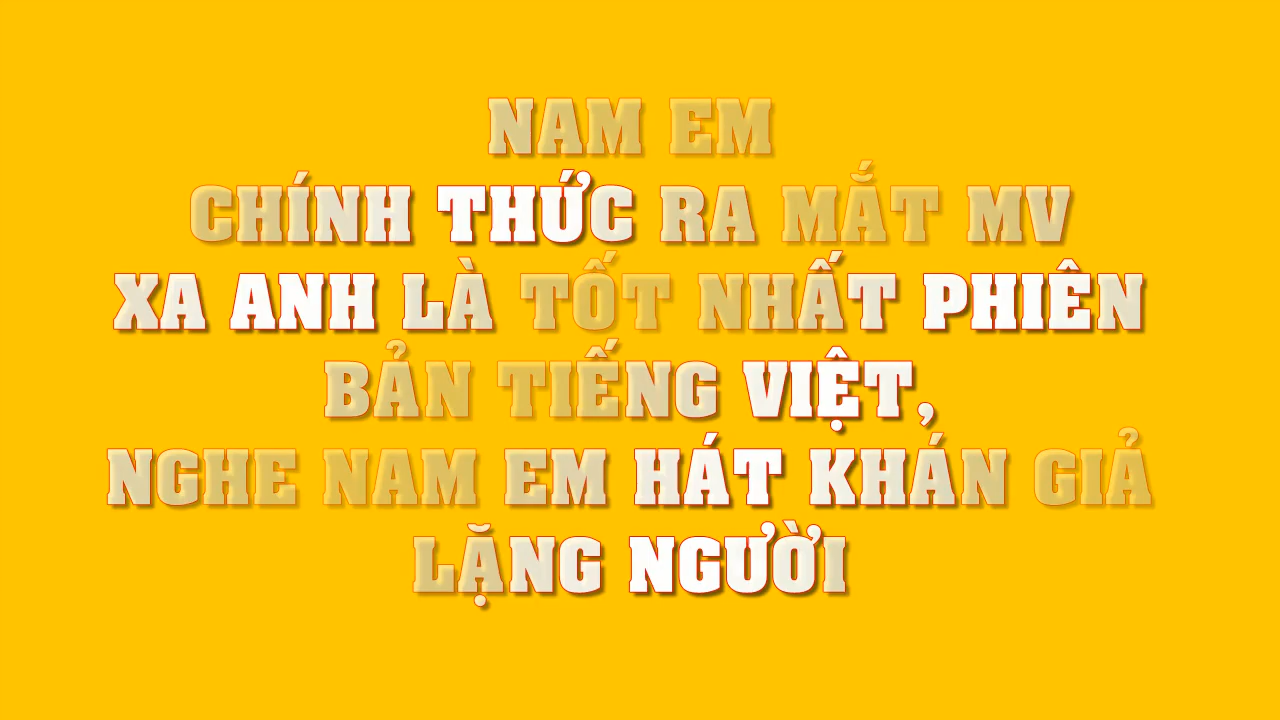 NAM EM
CHÍNH THỨC RA MẮT MV
XA ANH LÀ TỐT NHẤT PHIÊN
BẢN TIẾNG VIỆT,
NGHE NAM EM HÁT KHÁN GIẢ
LẶNG NGƯỜI